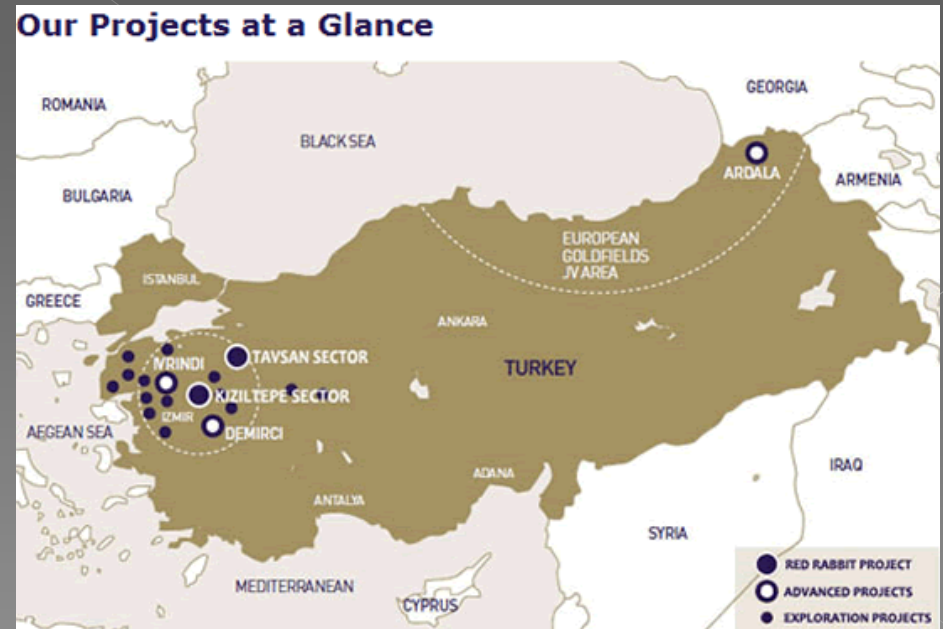 Our Projects at a Glance
ROMANIA
GEORGIA
BLACK SEA
ARDALA
ARMENIA
BULGARIA
EUROPEAN
GOLDFIELDS
JV AREA
ISTANBUL
GREECE
ANKARA
IVRINDI
TAVSAN SECTOR
TURKEY
KIZILTEPE SECTOR
IZMIR
AEGEAN SEA
DEMIRCI
IRAQ
ADANA
ANTALYA
SYRIA
MEDITERRANEAN
CYPRUS
RED RABBIT PROJECT
ADVANCED PROJECTS
EXPLORATION PROJECTS